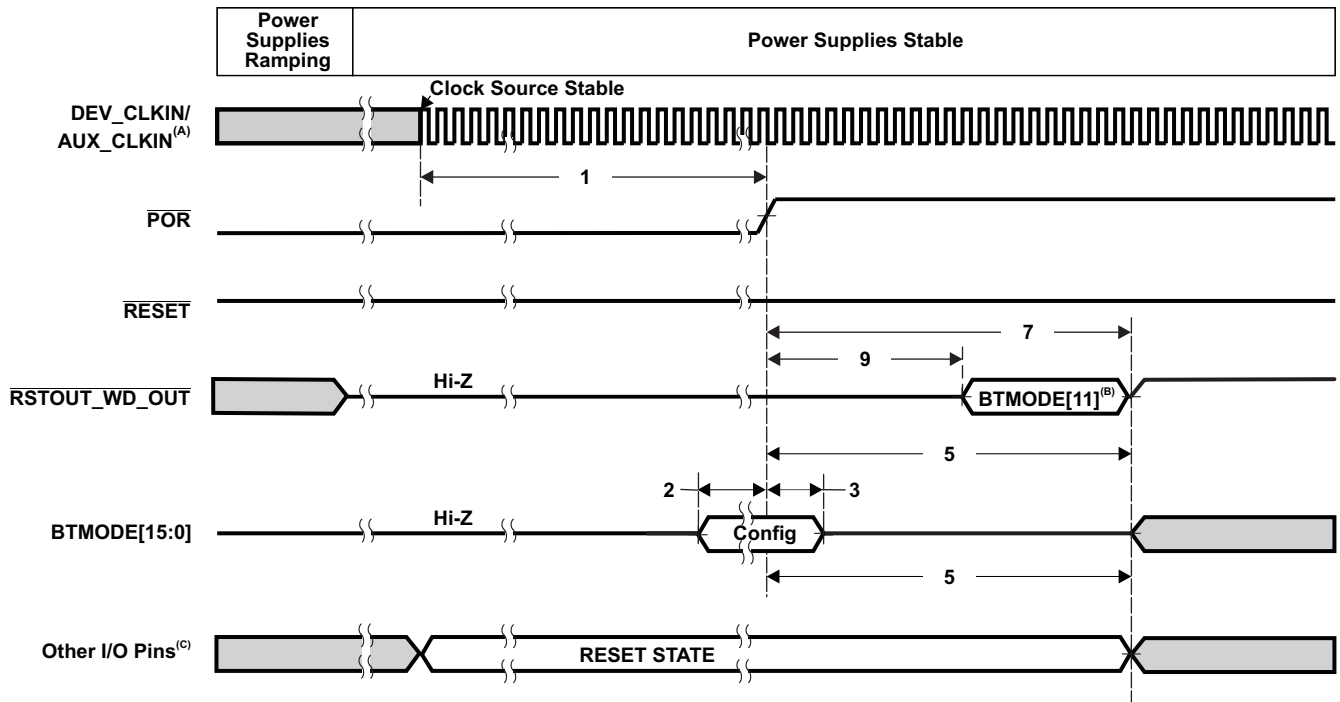 Power
Supplies
Ramping
Power Supplies Stable
Clock Source Stable
DEV_CLKIN/
AUX_CLKIN(A)
1
POR
RESET
7
9
RSTOUT_WD_OUT
Hi-Z
BTMODE[11](B)
5
2
3
BTMODE[15:0]
Hi-Z
Config
5
Other I/O Pins(C)
RESET STATE